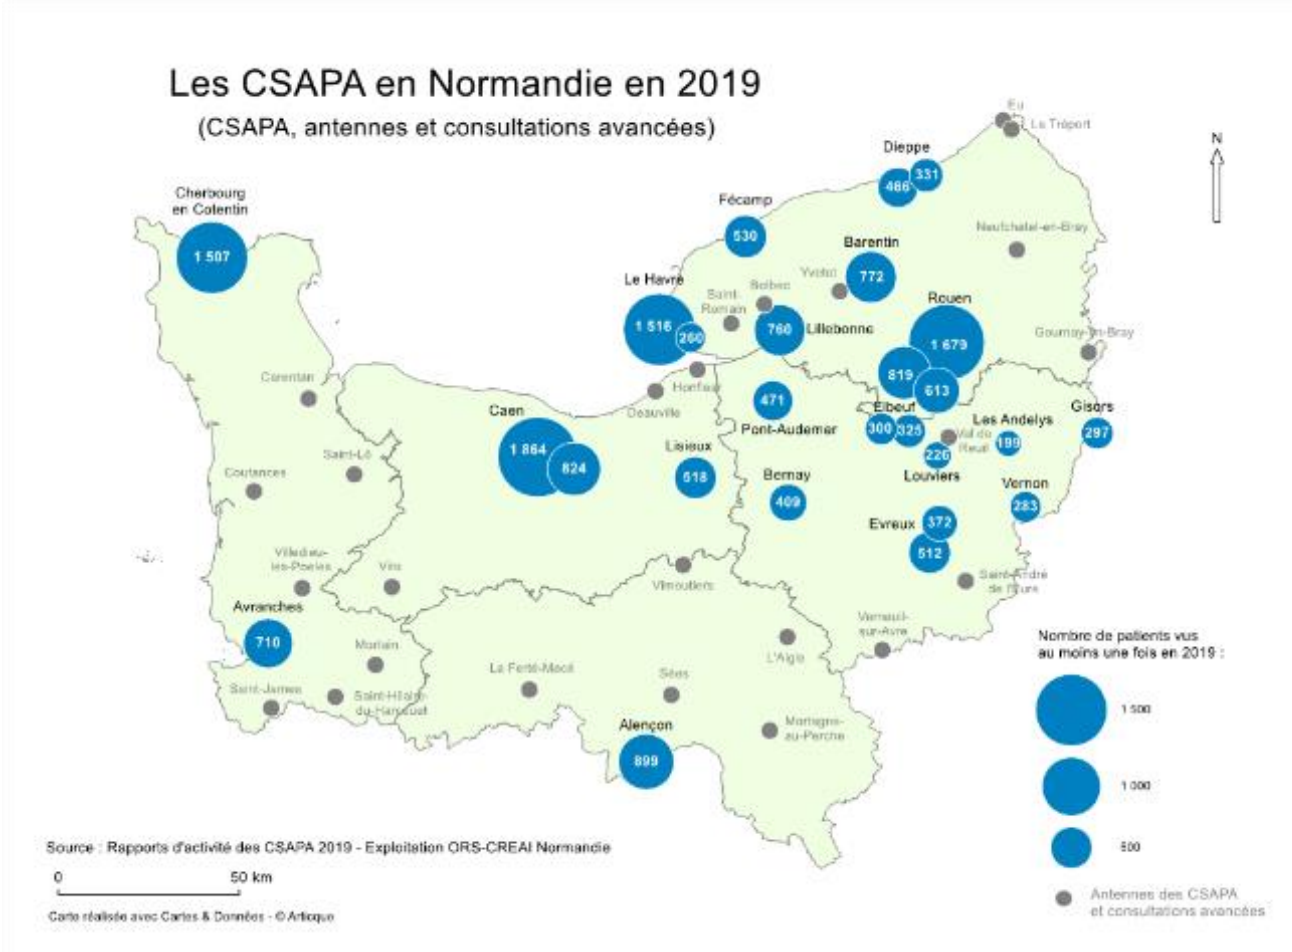 Les CSAPA en Normandie en 2019
(CSAPA, antennes et consultations avancées)
N
Eu
Le Tréport
Dieppe
466
331
Cherbourg
en Cotentin
1 507
Fécamp
530
Neufchatel-en-Bray
Barentin
772
Yvetot
Le Havre
1 516
260
Saint-
Romain
Bolbec
760
Lillebonne
Rouen
1 679
819
613
Gournay-en-Bray
Carentan
Honfleur
Deauville
471
Pont-Audemer
Elbeuf
300
325
Val de
Reuil
Les Andelys
199
Gisors
297
Caen
1 864
824
Lisieux
518
226
Louviers
Saint-Lô
Coutances
Bernay
409
Vernon
283
Evreux
372
512
Villedieu-
les-Poeles
Vire
Vimoutiers
Saint-André
de l'Eure
Avranches
710
Verneuil-
sur-Avre
Mortain
L'Aigle
Saint-James
Saint-Hilaire-
du-Harcouet
La Ferté-Macé
Sées
Alençon
899
Mortagne-
au-Perche
Nombre de patients vus
au moins une fois en 2019 :
1 500
1 000
500
Antennes des CSAPA
et consultations avancées
Source : Rapports d'activité des CSAPA 2019 - Exploitation ORS-CREAI Normandie
0
50 km
Carte réalisée avec Cartes & Données - © Articque